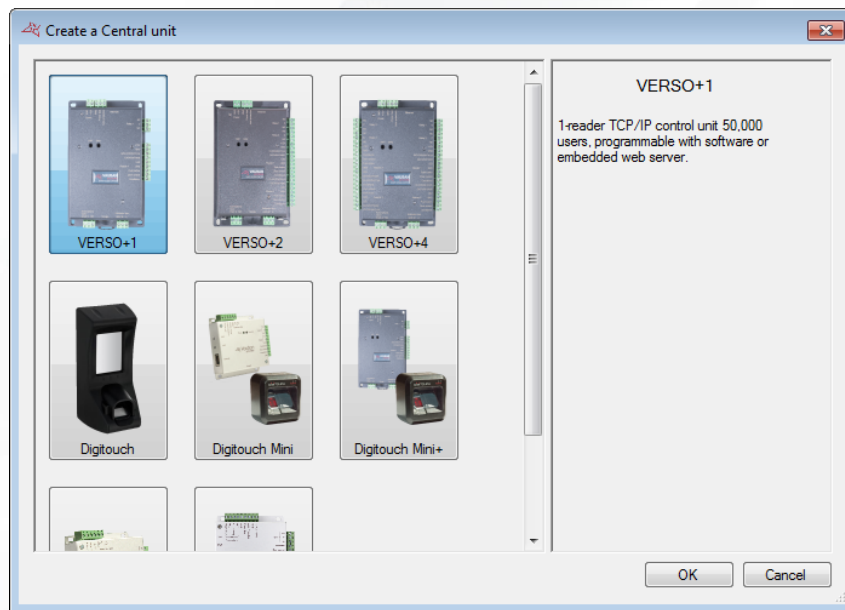 Create a Central unit
VERSO+1
1-reader TCP/IP control unit 50,000
users, programmable with software or
embedded web server.
VERSO+1
VERSO+2
VERSO+4
Digitouch
Digitouch Mini
Digitouch Mini+
OK
Cancel